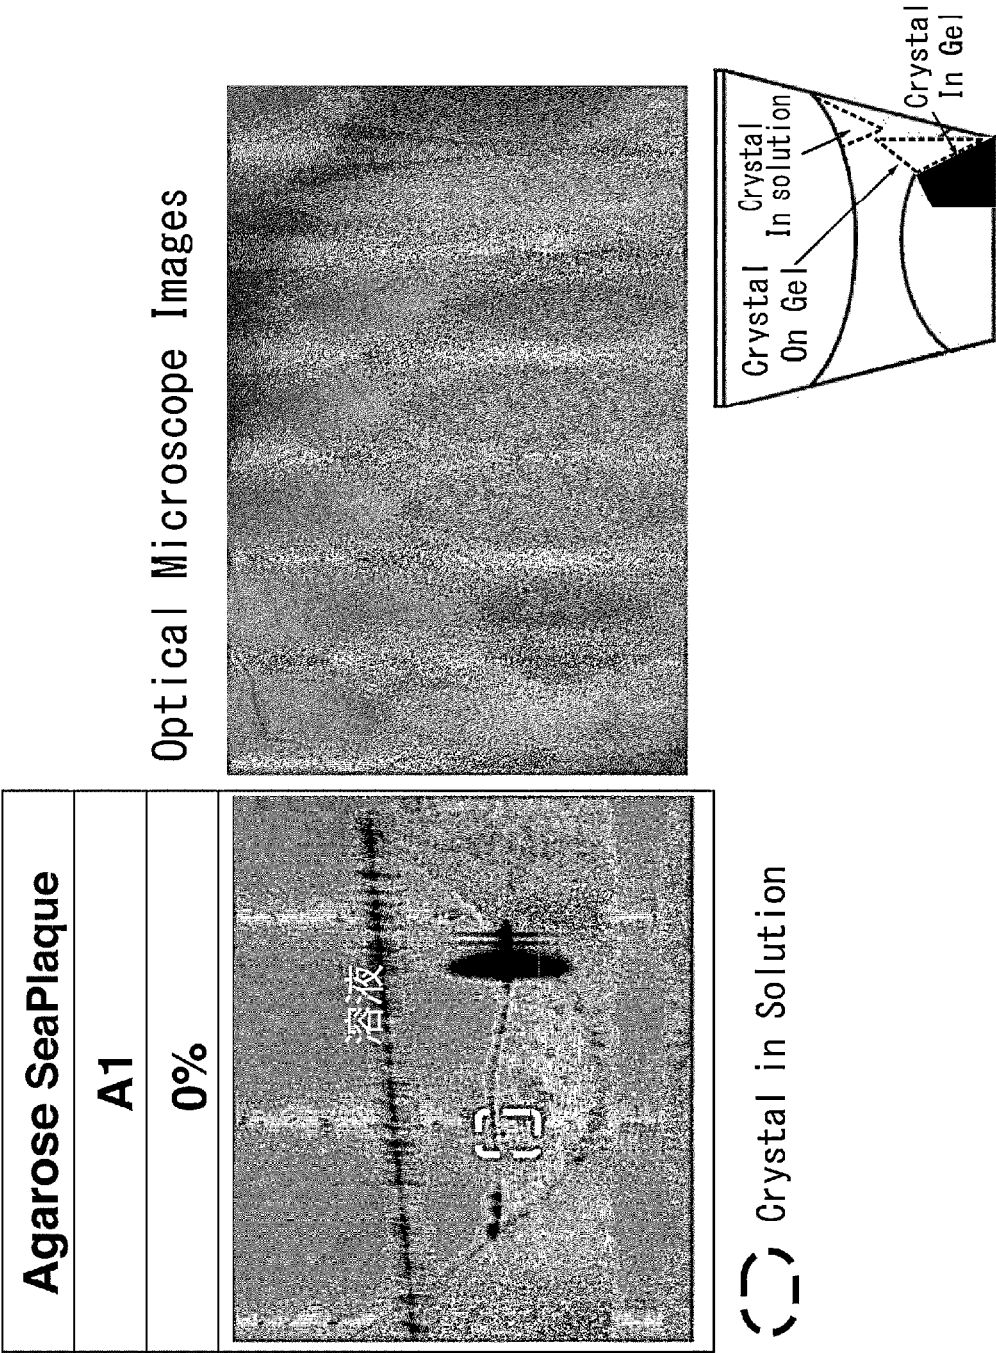 Agarose SeaPlaque
A1
0%
溶液
Crystal in Solution
Optical Microscope Images
Crystal
On Gel
Crystal
In solution
Crystal
In Gel